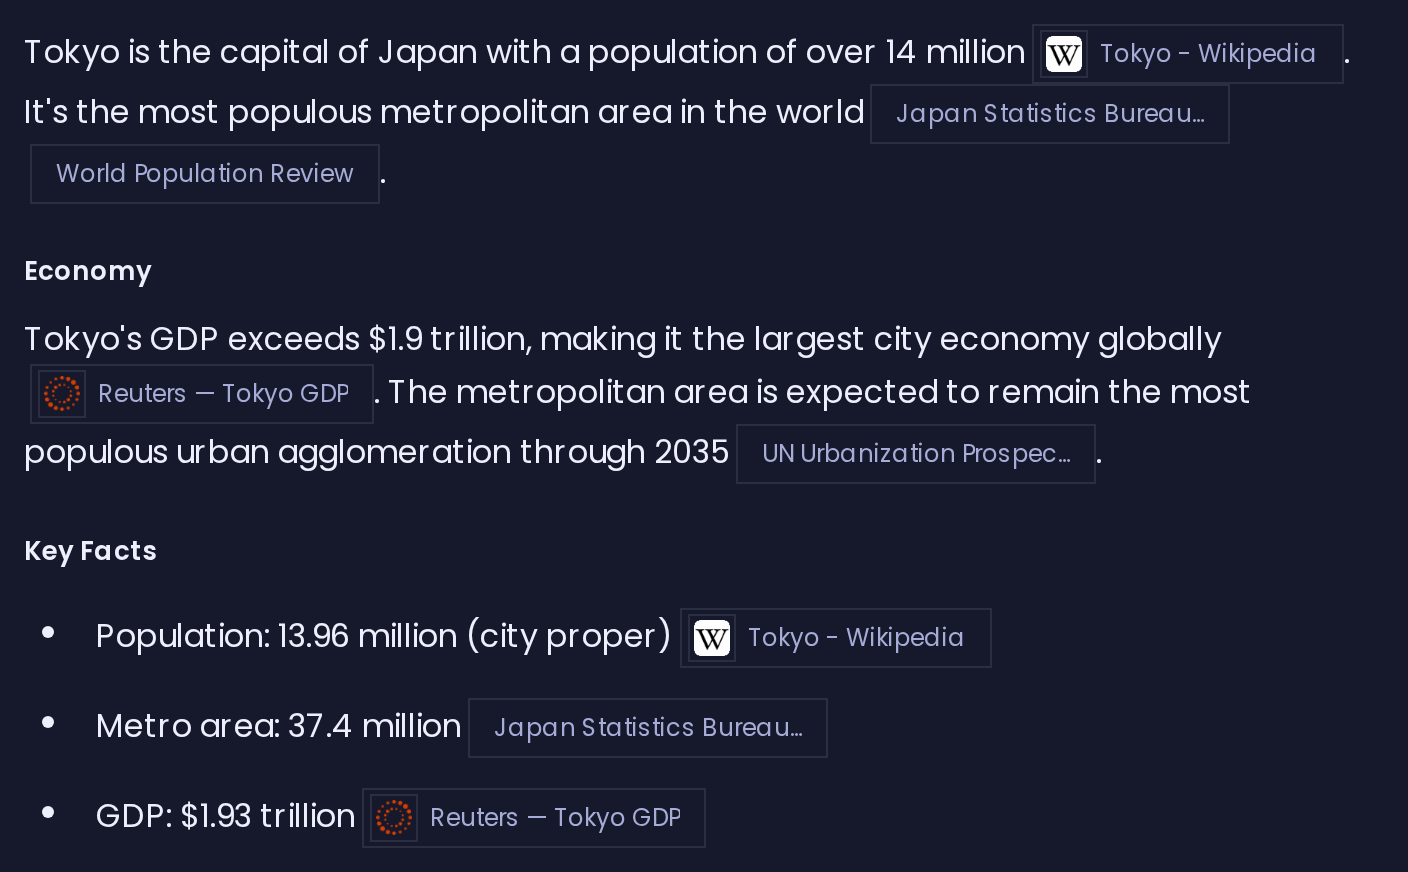 Tokyo is the capital of Japan with a population of over 14 million W Tokyo - Wikipedia .
It's the most populous metropolitan area in the world Japan Statistics Bureau...
World Population Review .
Economy
Tokyo's GDP exceeds $1.9 trillion, making it the largest city economy globally
Reuters — Tokyo GDP . The metropolitan area is expected to remain the most
populous urban agglomeration through 2035 UN Urbanization Prospec... .
Key Facts
• Population: 13.96 million (city proper) W Tokyo - Wikipedia
• Metro area: 37.4 million Japan Statistics Bureau...
• GDP: $1.93 trillion Reuters — Tokyo GDP